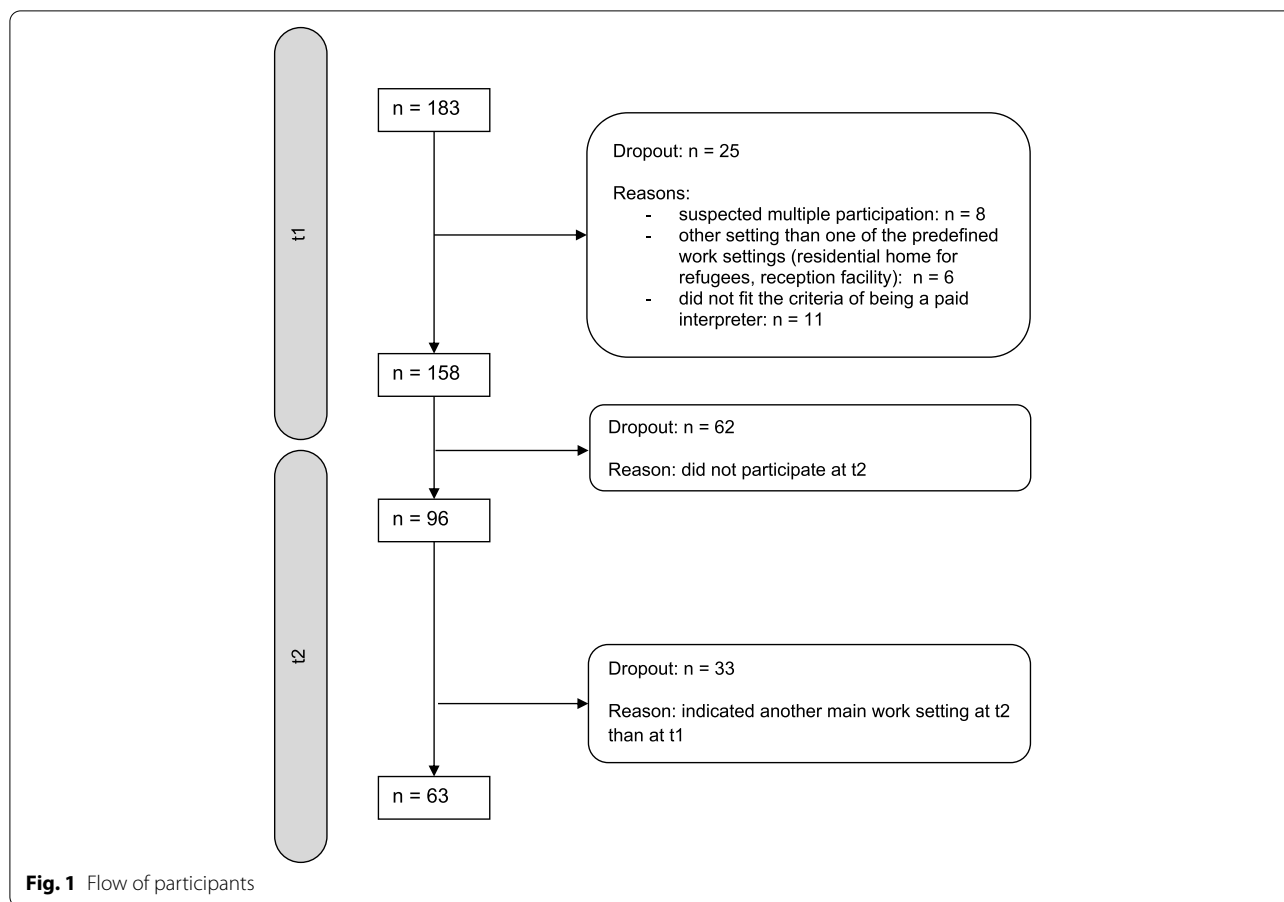 t1
n = 183
Dropout: n = 25
Reasons:
- suspected multiple participation: n = 8
- other setting than one of the predefined
work settings (residential home for
refugees, reception facility): n = 6
- did not fit the criteria of being a paid
interpreter: n = 11
n = 158
Dropout: n = 62
Reason: did not participate at t2
t2
n = 96
Dropout: n = 33
Reason: indicated another main work setting at t2
than at t1
n = 63
Fig. 1 Flow of participants